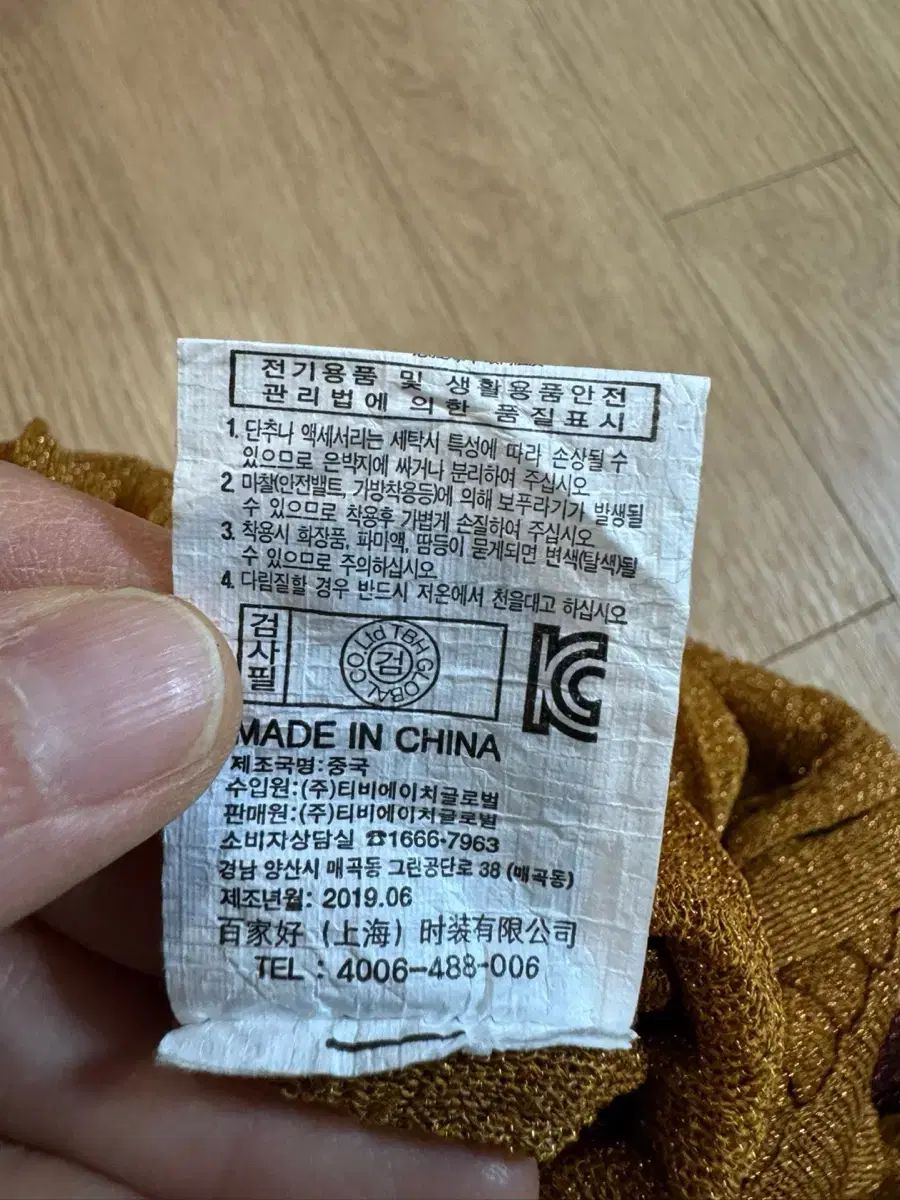 전기용품 및 생활용품안전
관리법에 의한 품질표시
1. 단추나 액세서리는 세탁시 특성에 따라 손상될 수
있으므로 은박지에 싸거나 분리하여 주십시오
2. 마찰(안전밸트, 가방착용등)에 의해 보푸라기가 발생될
수 있으므로 착용후 가볍게 손질하여 주십시오
3. 착용시 화장품, 파마액, 땀등이 묻게되면 변색(탈색)될
수 있으므로 주의하십시오
4. 다림질할 경우 반드시 저온에서 천을대고 하십시오
검사필
TBH GLOBAL CO Ltd
검
KC
MADE IN CHINA
제조국명:중국
수입원:(주)티비에이치글로벌
판매원:(주)티비에이치글로벌
소비자상담실 ☎1666-7963
경남 양산시 매곡동 그린공단로 38 (매곡동)
제조년월: 2019.06
百家好（上海）时装有限公司
TEL : 4006-488-006